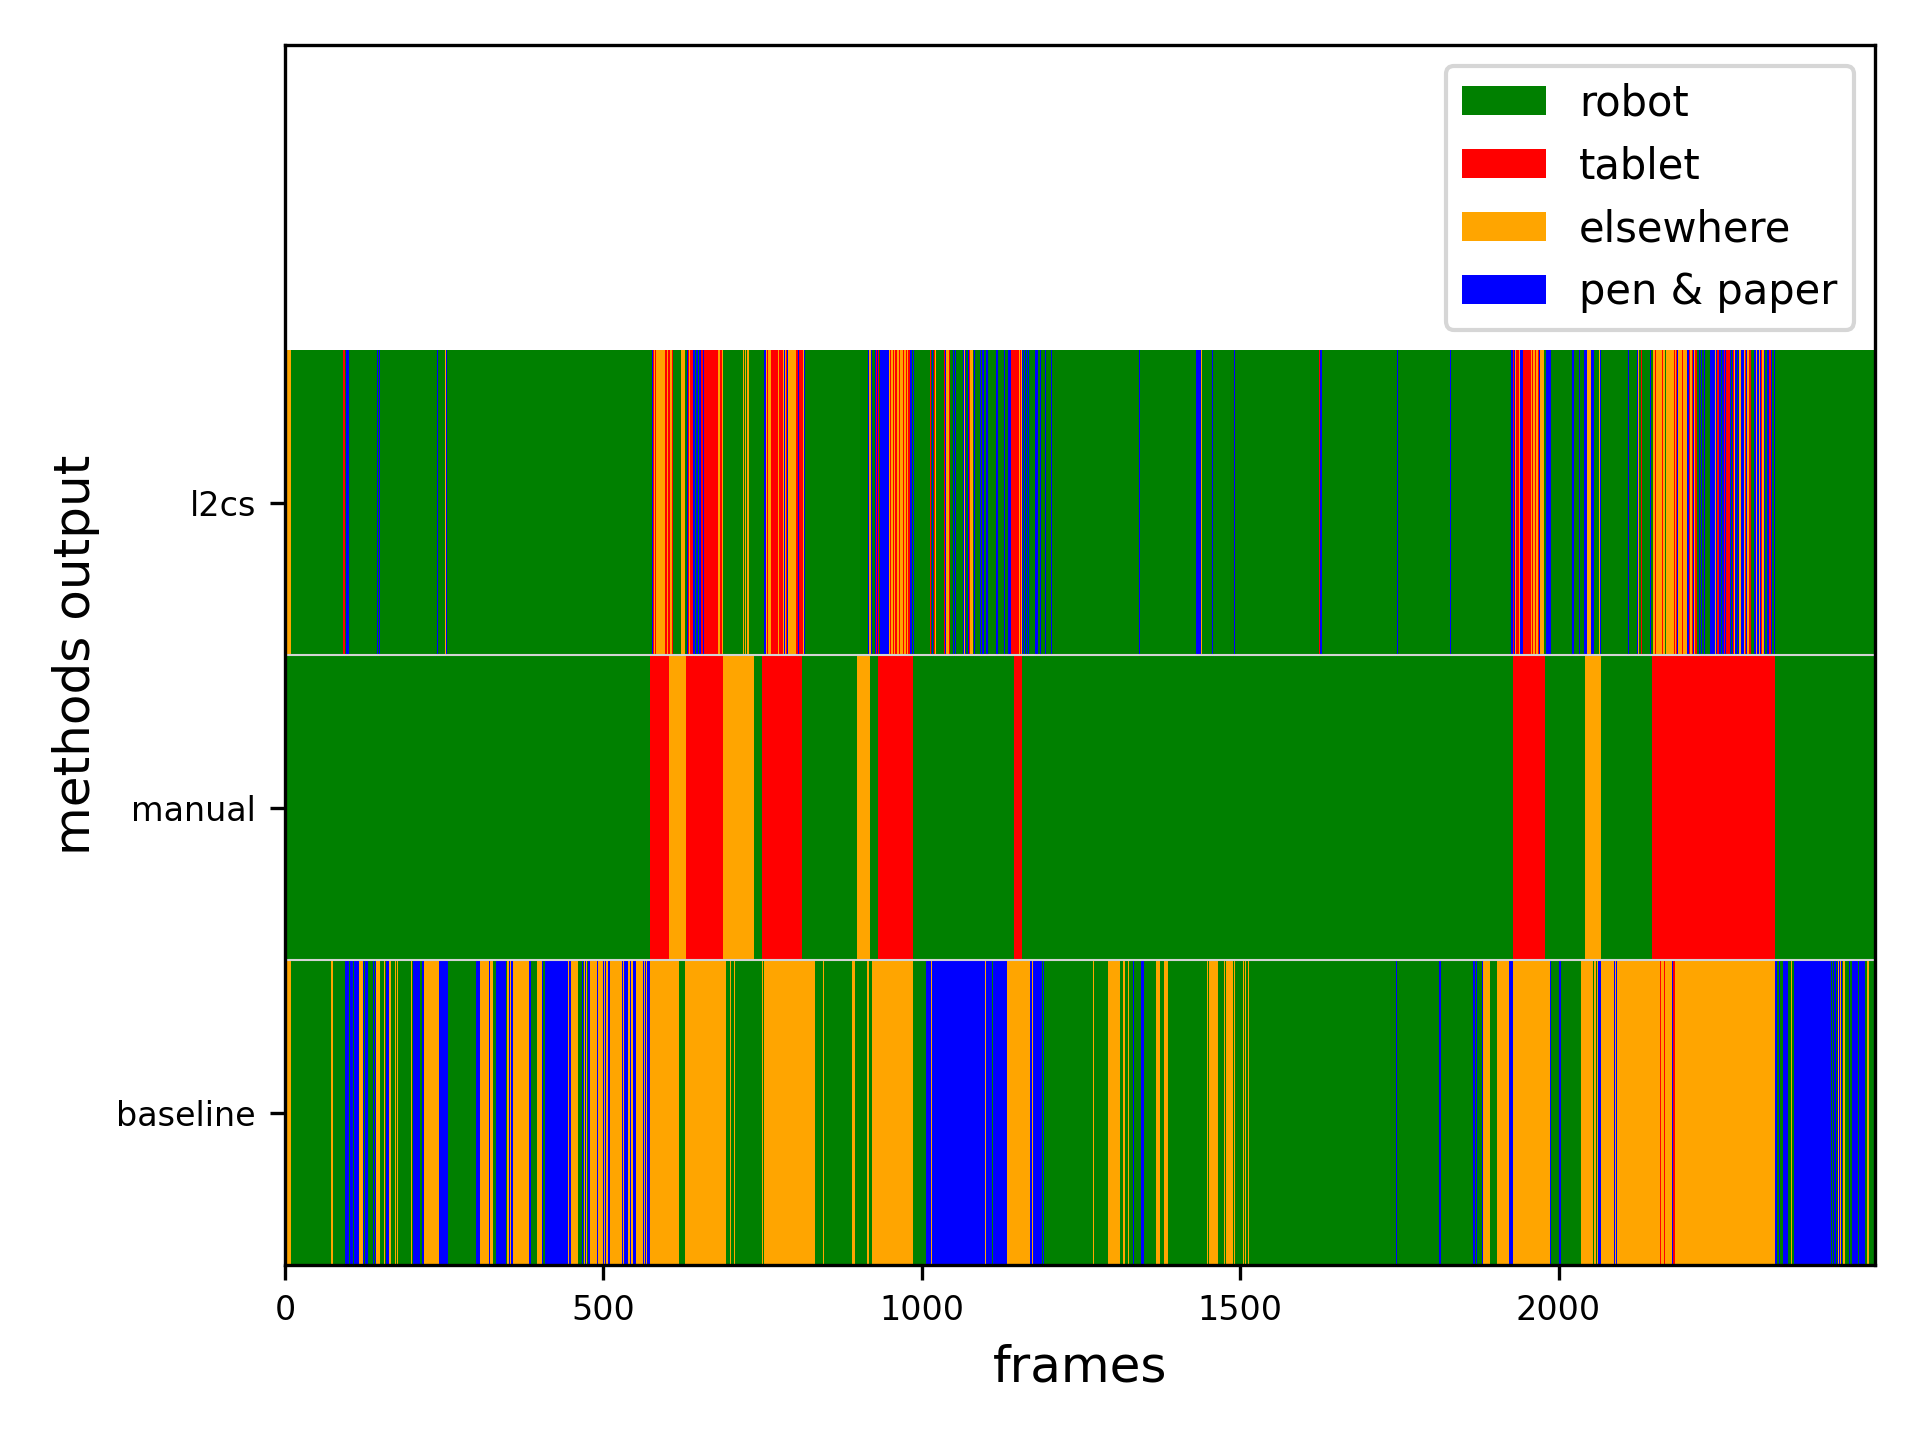 robot
tablet
elsewhere
pen & paper
methods output
l2cs
manual
baseline
0 500 1000 1500 2000
frames